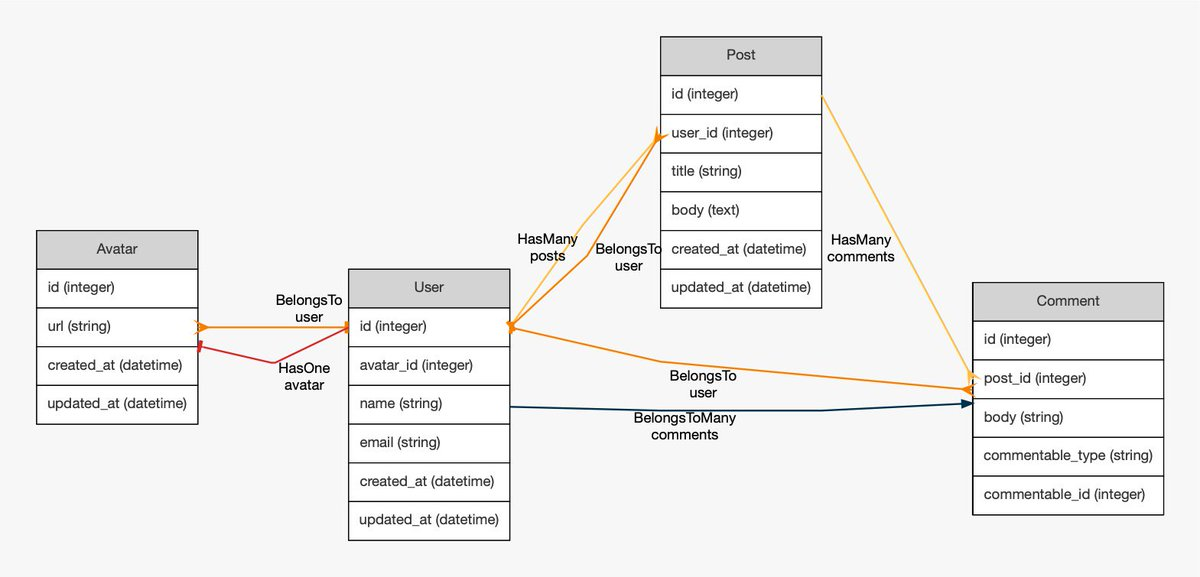 Avatar
id (integer)
url (string)
created_at (datetime)
updated_at (datetime)
BelongsTo
user
HasOne
avatar
User
id (integer)
avatar_id (integer)
name (string)
email (string)
created_at (datetime)
updated_at (datetime)
HasMany
posts
BelongsTo
user
Post
id (integer)
user_id (integer)
title (string)
body (text)
created_at (datetime)
updated_at (datetime)
HasMany
comments
BelongsTo
user
BelongsToMany
comments
Comment
id (integer)
post_id (integer)
body (string)
commentable_type (string)
commentable_id (integer)